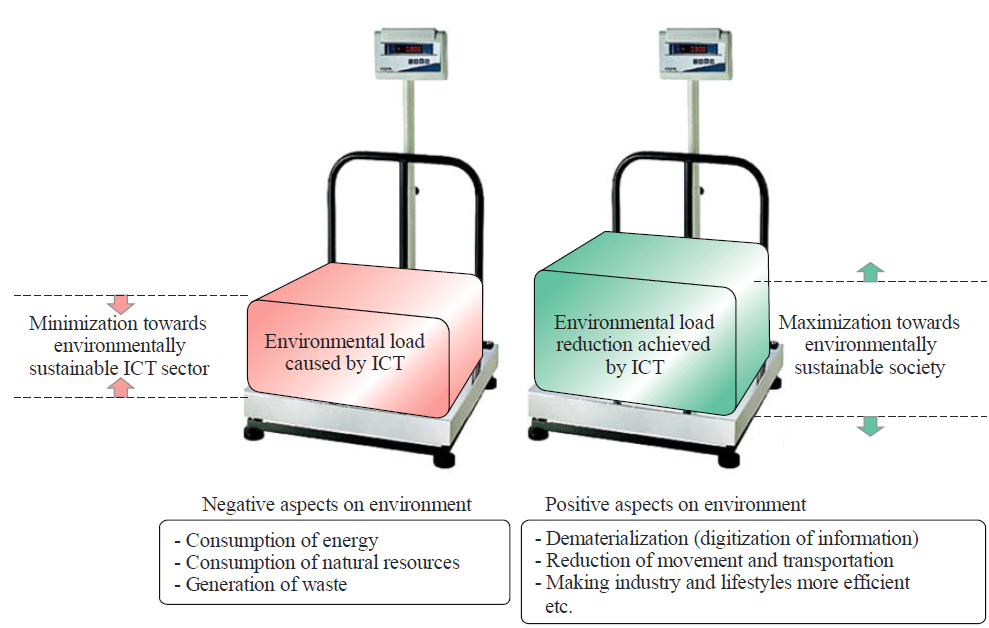 Minimization towards
environmentally
sustainable ICT sector
Environmental load
caused by ICT
Environmental load
reduction achieved
by ICT
Maximization towards
environmentally
sustainable society
Negative aspects on environment
- Consumption of energy
- Consumption of natural resources
- Generation of waste
Positive aspects on environment
- Dematerialization (digitization of information)
- Reduction of movement and transportation
- Making industry and lifestyles more efficient
etc.